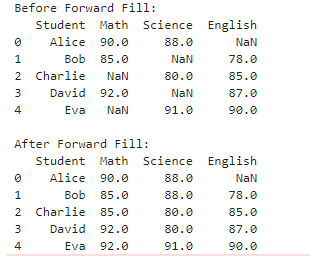 Before Forward Fill:
   Student  Math  Science  English
0    Alice  90.0     88.0      NaN
1      Bob  85.0      NaN     78.0
2  Charlie   NaN     80.0     85.0
3    David  92.0      NaN     87.0
4      Eva   NaN     91.0     90.0

After Forward Fill:
   Student  Math  Science  English
0    Alice  90.0     88.0      NaN
1      Bob  85.0     88.0     78.0
2  Charlie  85.0     80.0     85.0
3    David  92.0     80.0     87.0
4      Eva  92.0     91.0     90.0